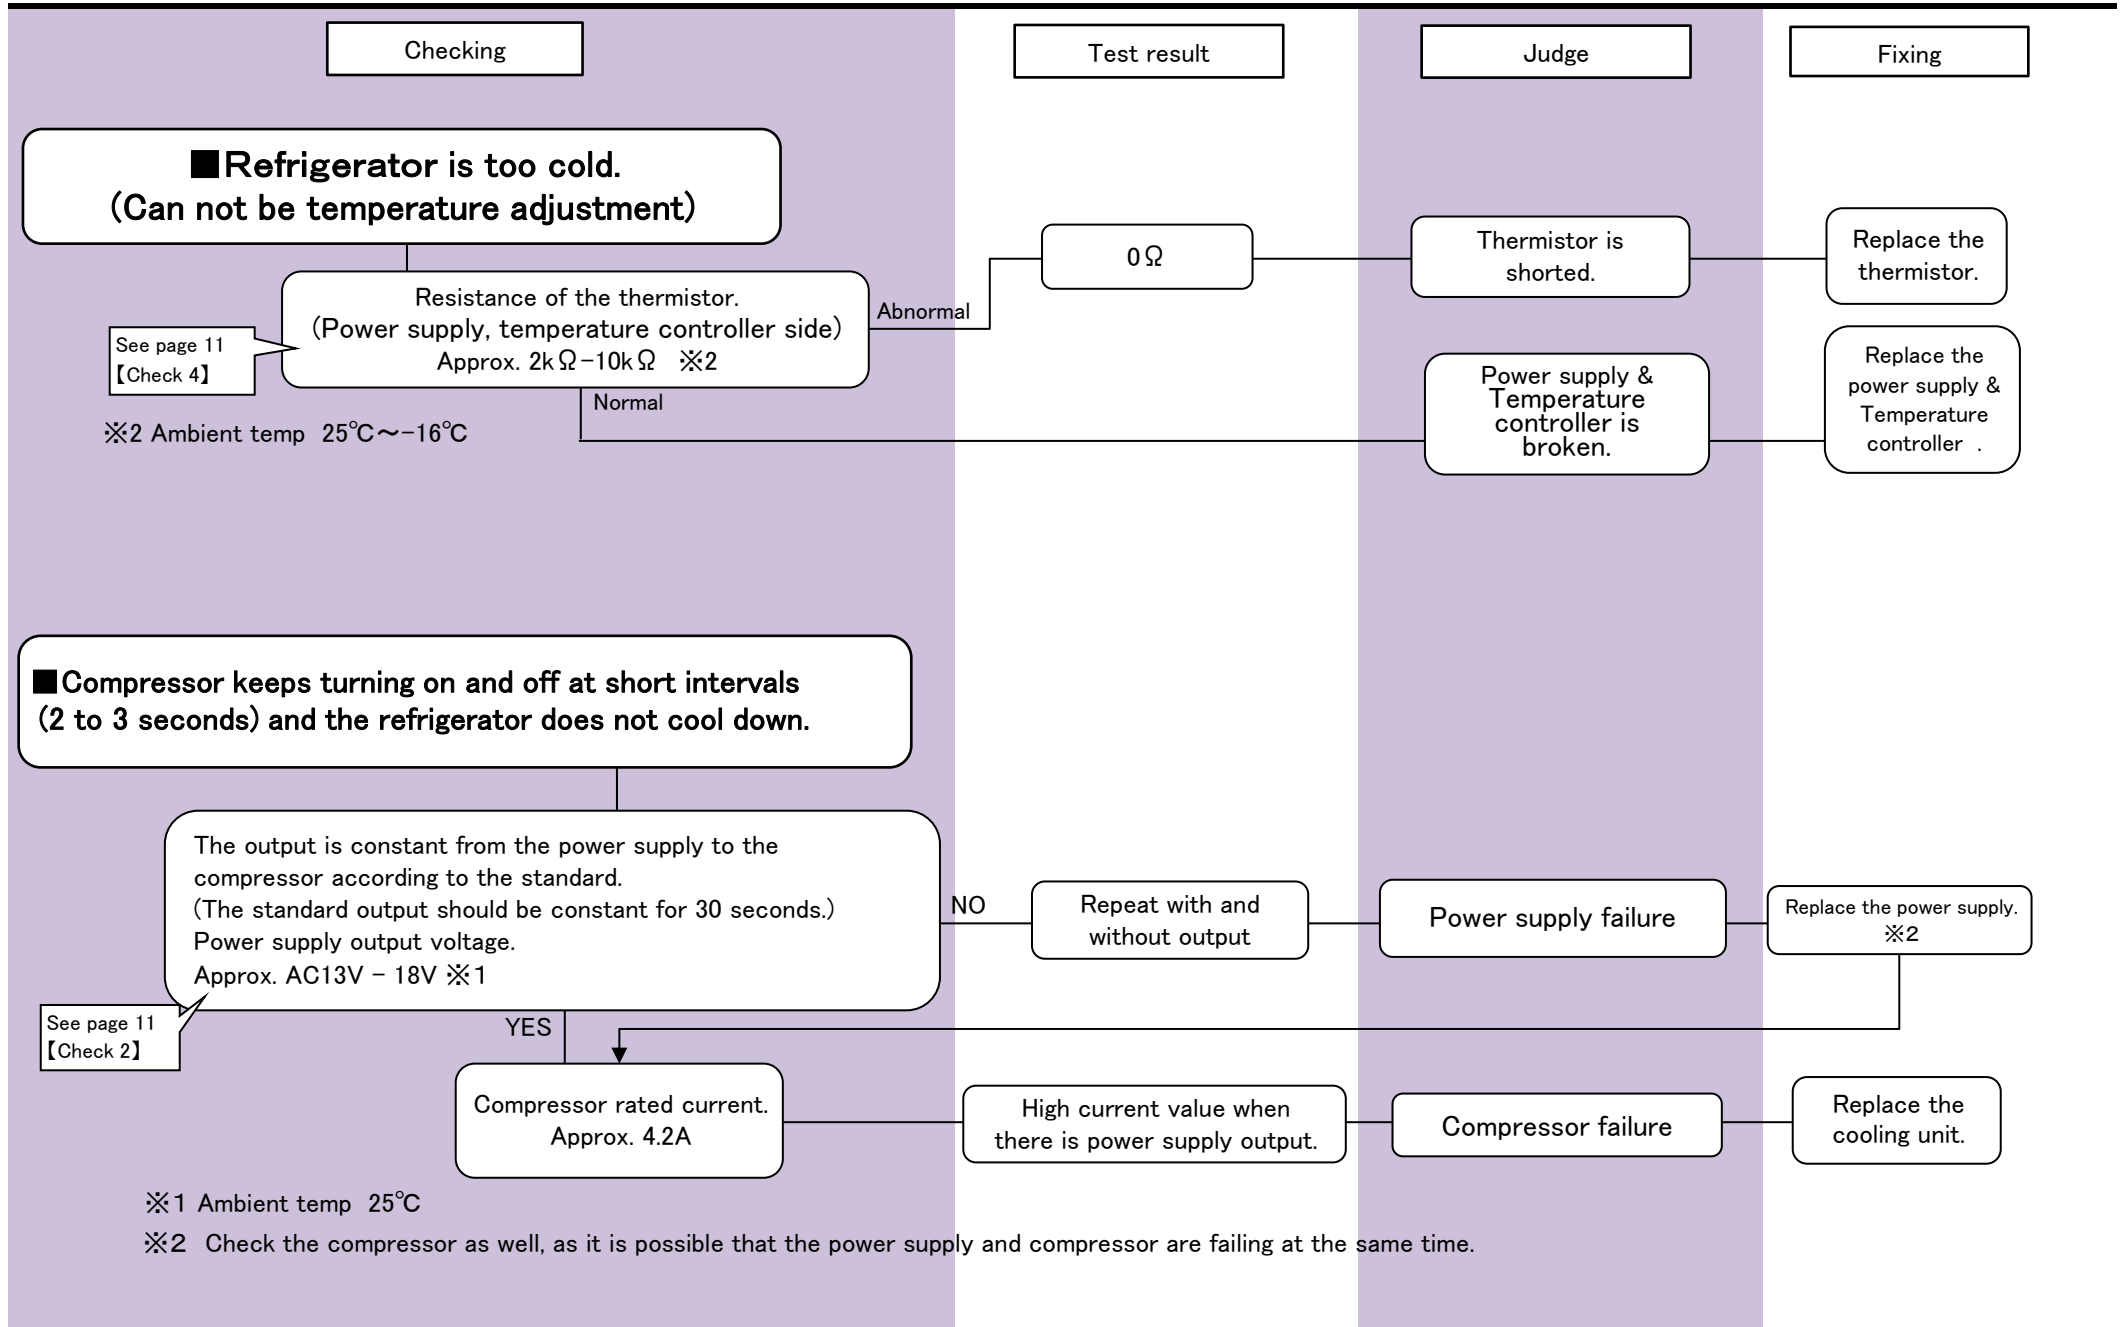 Checking
Test result
Judge
Fixing
■Refrigerator is too cold.
(Can not be temperature adjustment)
Resistance of the thermistor.
(Power supply, temperature controller side)
Approx. 2kΩ-10kΩ ※2
See page 11
【Check 4】
※2 Ambient temp 25℃～-16℃
Abnormal
Normal
0Ω
Thermistor is
shorted.
Replace the
thermistor.
Power supply &
Temperature
controller is
broken.
Replace the
power supply &
Temperature
controller .
■Compressor keeps turning on and off at short intervals
(2 to 3 seconds) and the refrigerator does not cool down.
The output is constant from the power supply to the
compressor according to the standard.
(The standard output should be constant for 30 seconds.)
Power supply output voltage.
Approx. AC13V - 18V ※1
See page 11
【Check 2】
NO
Repeat with and
without output
Power supply failure
Replace the power supply.
※2
YES
Compressor rated current.
Approx. 4.2A
High current value when
there is power supply output.
Compressor failure
Replace the
cooling unit.
※1 Ambient temp 25℃
※2 Check the compressor as well, as it is possible that the power supply and compressor are failing at the same time.